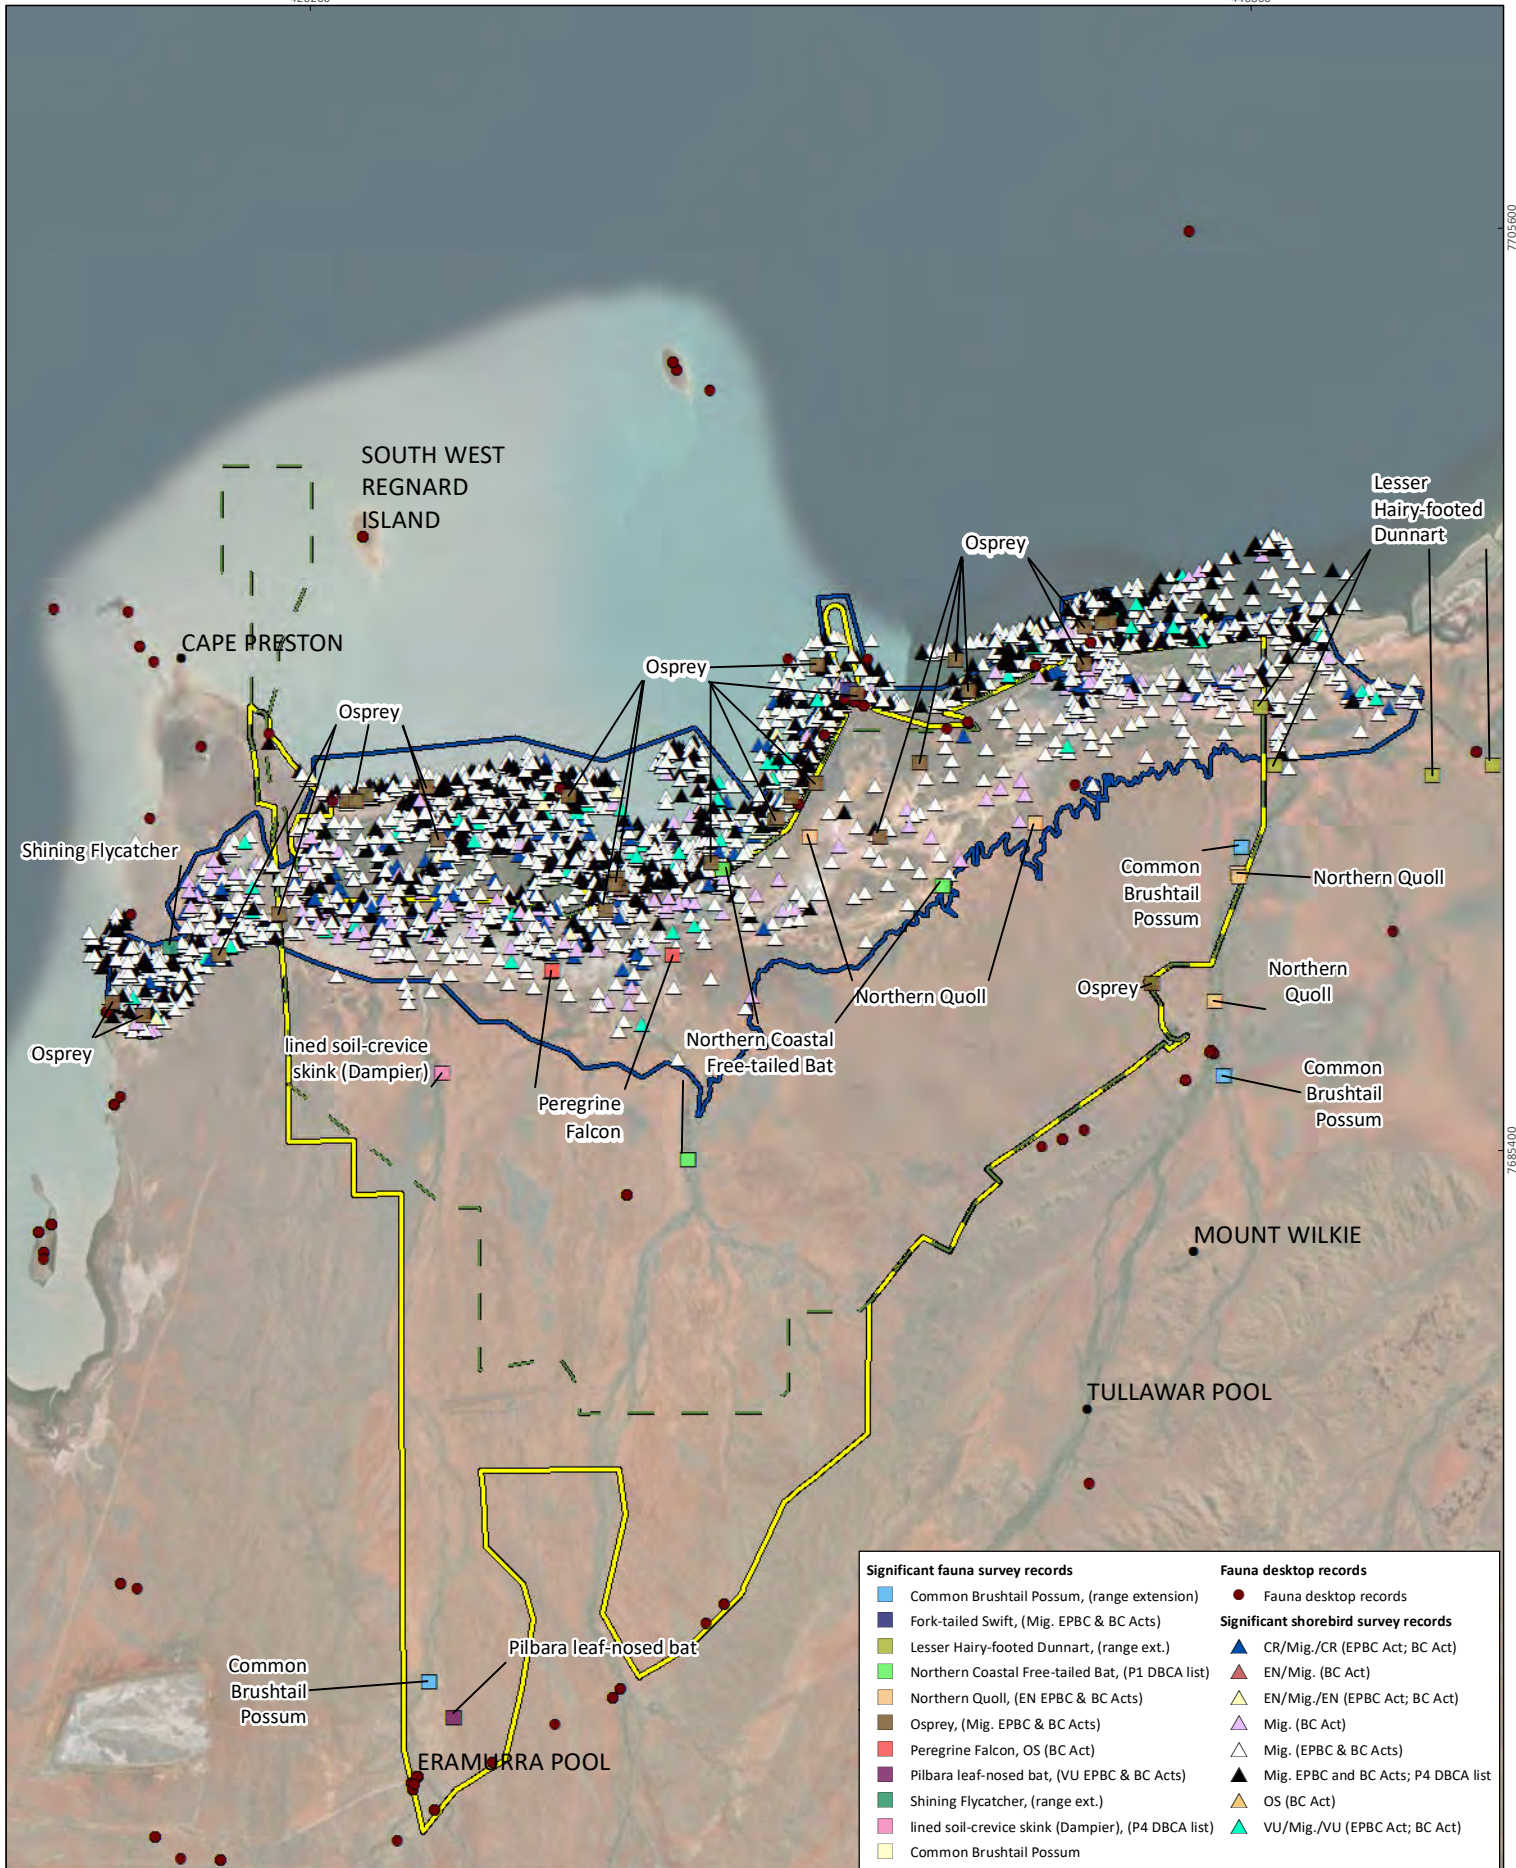 7705600
SOUTH WEST
REGNARD
ISLAND
Lesser
Hairy-footed
Dunnart
Osprey
CAPE PRESTON
Osprey
Osprey
Shining Flycatcher
Common
Brushtail
Possum
Northern Quoll
Northern
Quoll
Osprey
Northern Quoll
Osprey
lined soil-crevice
skink (Dampier)
Northern Coastal
Free-tailed Bat
Common
Brushtail
Possum
Peregrine
Falcon
7685400
MOUNT WILKIE
TULLAWAR POOL
Pilbara leaf-nosed bat
Common
Brushtail
Possum
ERAMURRA POOL
Significant fauna survey records
Common Brushtail Possum, (range extension)
Fork-tailed Swift, (Mig. EPBC & BC Acts)
Lesser Hairy-footed Dunnart, (range ext.)
Northern Coastal Free-tailed Bat, (P1 DBCA list)
Northern Quoll, (EN EPBC & BC Acts)
Osprey, (Mig. EPBC & BC Acts)
Peregrine Falcon, OS (BC Act)
Pilbara leaf-nosed bat, (VU EPBC & BC Acts)
Shining Flycatcher, (range ext.)
lined soil-crevice skink (Dampier), (P4 DBCA list)
Common Brushtail Possum
Fauna desktop records
Fauna desktop records
Significant shorebird survey records
CR/Mig./CR (EPBC Act; BC Act)
EN/Mig. (BC Act)
EN/Mig./EN (EPBC Act; BC Act)
Mig. (BC Act)
Mig. (EPBC & BC Acts)
Mig. EPBC and BC Acts; P4 DBCA list
OS (BC Act)
VU/Mig./VU (EPBC Act; BC Act)